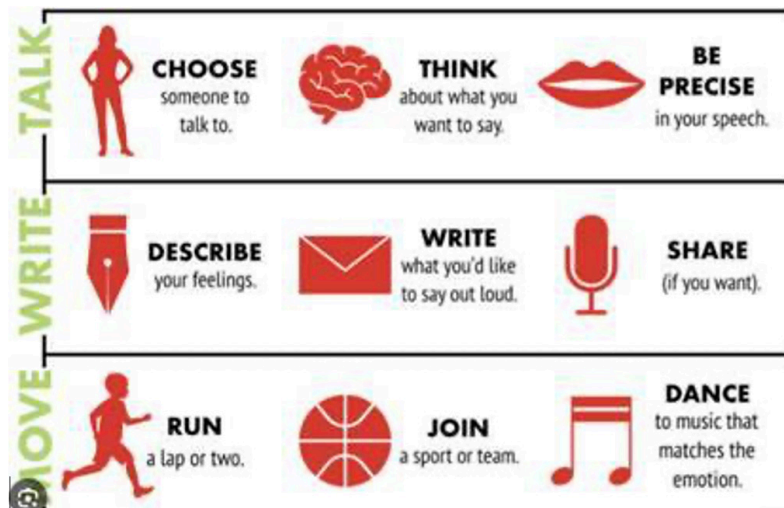 TALK
CHOOSE
someone to
talk to.
THINK
about what you
want to say.
BE
PRECISE
in your speech.
WRITE
DESCRIBE
your feelings.
WRITE
what you'd like
to say out loud.
SHARE
(if you want).
MOVE
RUN
a lap or two.
JOIN
a sport or team.
DANCE
to music that
matches the
emotion.